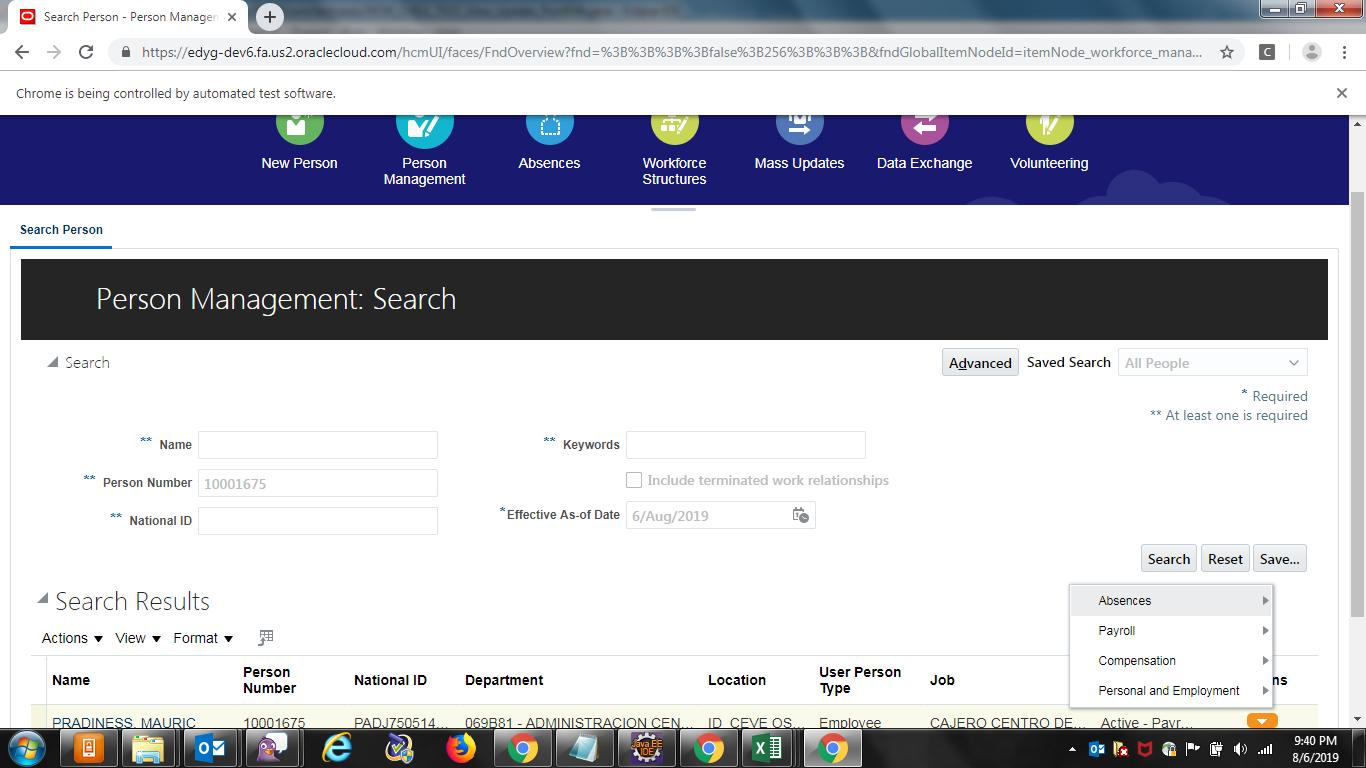 Search Person - Person Managem
https://edyg-dev6.fa.us2.oraclecloud.com/hcmUI/faces/FndOverview?fnd=%3B%3B%3B%3Bfalse%3B256%3B%3B%3B&fndGlobalItemNodeId=itemNode_workforce_mana...
C
Chrome is being controlled by automated test software.
New Person
Person
Management
Absences
Workforce
Structures
Mass Updates
Data Exchange
Volunteering
Search Person
Person Management: Search
Search
Advanced Saved Search All People
* Required
** At least one is required
** Name
** Keywords
** Person Number 10001675
Include terminated work relationships
** National ID
*Effective As-of Date 6/Aug/2019
Search Reset Save...
Search Results
Absences
Payroll
Compensation
Personal and Employment
Actions View Format
Name
Person
Number
National ID
Department
Location
User Person
Type
Job
ns
PRADINESS, MAURIC 10001675 PADJ750514... 069B81 - ADMINISTRACION CEN... ID_CEVE OS... Employee CAJERO CENTRO DE... Active - Payr...
Java EE
IDE
9:40 PM
8/6/2019